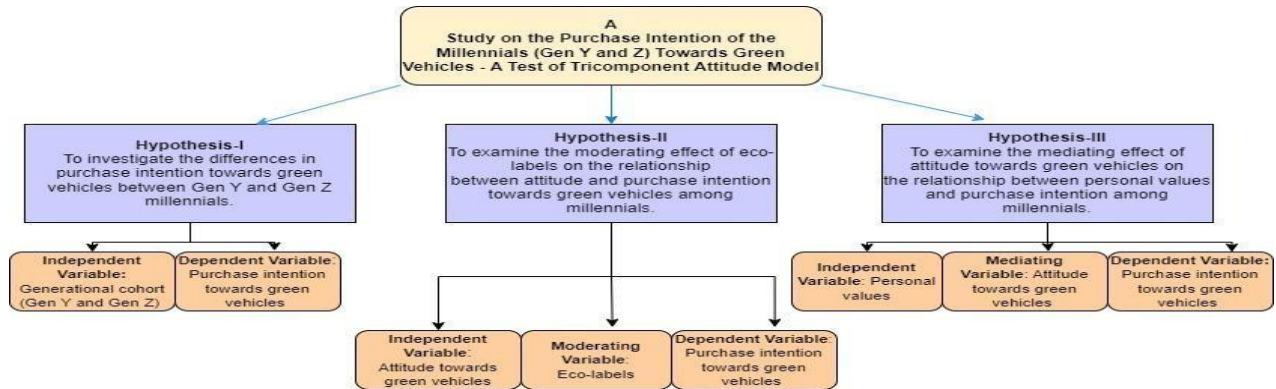 A
Study on the Purchase Intention of the
Millennials (Gen Y and Z) Towards Green
Vehicles - A Test of Tricomponent Attitude Model
Hypothesis-I
To investigate the differences in
purchase intention towards green
vehicles between Gen Y and Gen Z
millennials.
Hypothesis-II
To examine the moderating effect of eco-
labels on the relationship
between attitude and purchase intention
towards green vehicles among
millennials.
Hypothesis-III
To examine the mediating effect of
attitude towards green vehicles on
the relationship between personal values
and purchase intention among
millennials.
Independent
Variable:
Generational cohort
(Gen Y and Gen Z)
Dependent Variable:
Purchase intention
towards green
vehicles
Independent
Variable:
Attitude towards
green vehicles
Moderating
Variable:
Eco-labels
Dependent Variable:
Purchase intention
towards green
vehicles
Independent
Variable: Personal
values
Mediating
Variable: Attitude
towards green
vehicles
Dependent Variable:
Purchase intention
towards green
vehicles